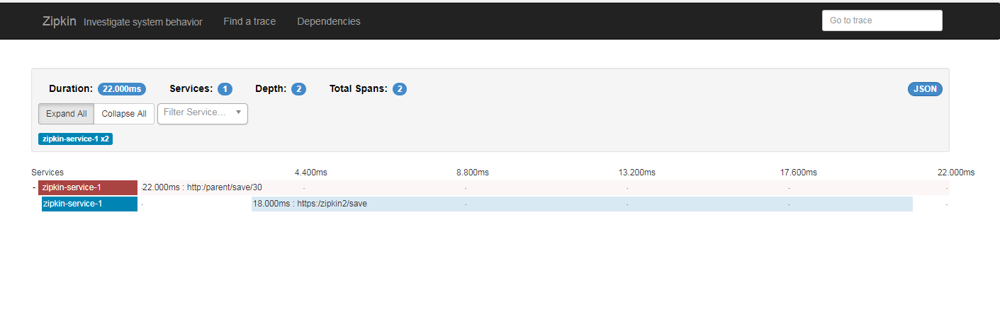 Zipkin Investigate system behavior Find a trace Dependencies Go to trace
Duration: 22.000ms Services: 1 Depth: 2 Total Spans: 2 JSON
Expand All Collapse All Filter Service...
zipkin-service-1 x2
Services 4.400ms 8.800ms 13.200ms 17.600ms 22.000ms
- zipkin-service-1 .22.000ms : http:/parent/save/30 . . . . .
zipkin-service-1 . 18.000ms : https:/zipkin2/save . . . .